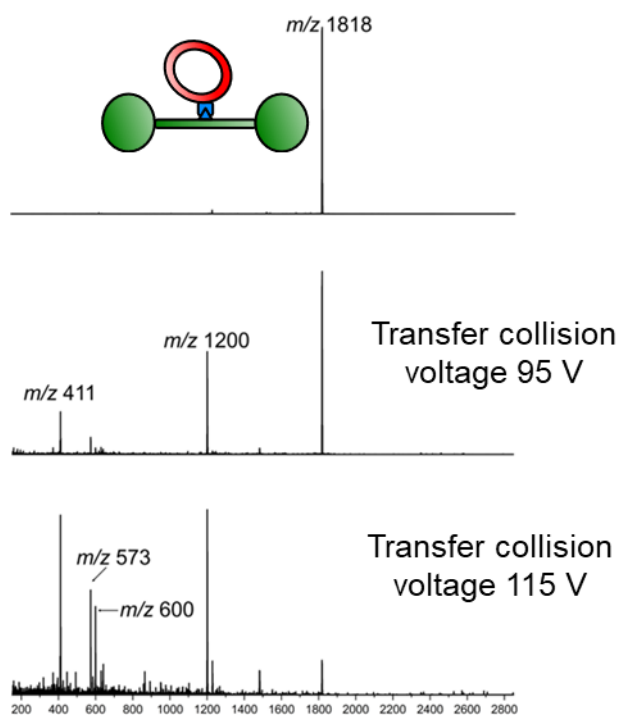 m/z 1818
m/z 1200
m/z 411
Transfer collision
voltage 95 V
m/z 573
m/z 600
Transfer collision
voltage 115 V
200 400 600 800 1000 1200 1400 1600 1800 2000 2200 2400 2600 2800